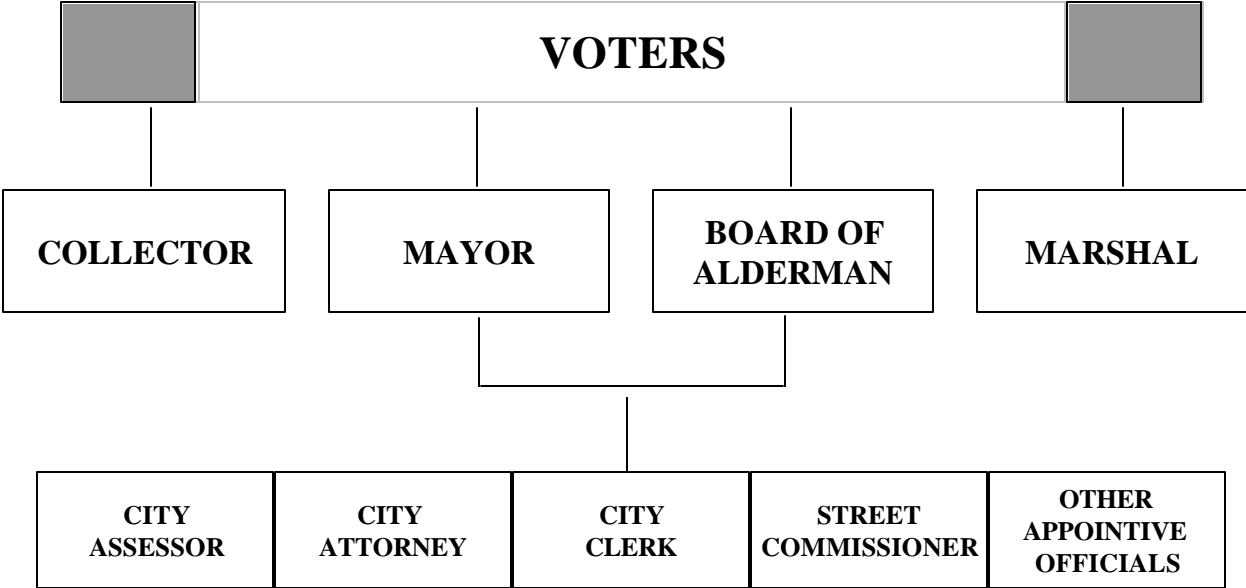 VOTERS
COLLECTOR
MAYOR
BOARD OF
ALDERMAN
MARSHAL
CITY
ASSESSOR
CITY
ATTORNEY
CITY
CLERK
STREET
COMMISSIONER
OTHER
APPOINTIVE
OFFICIALS